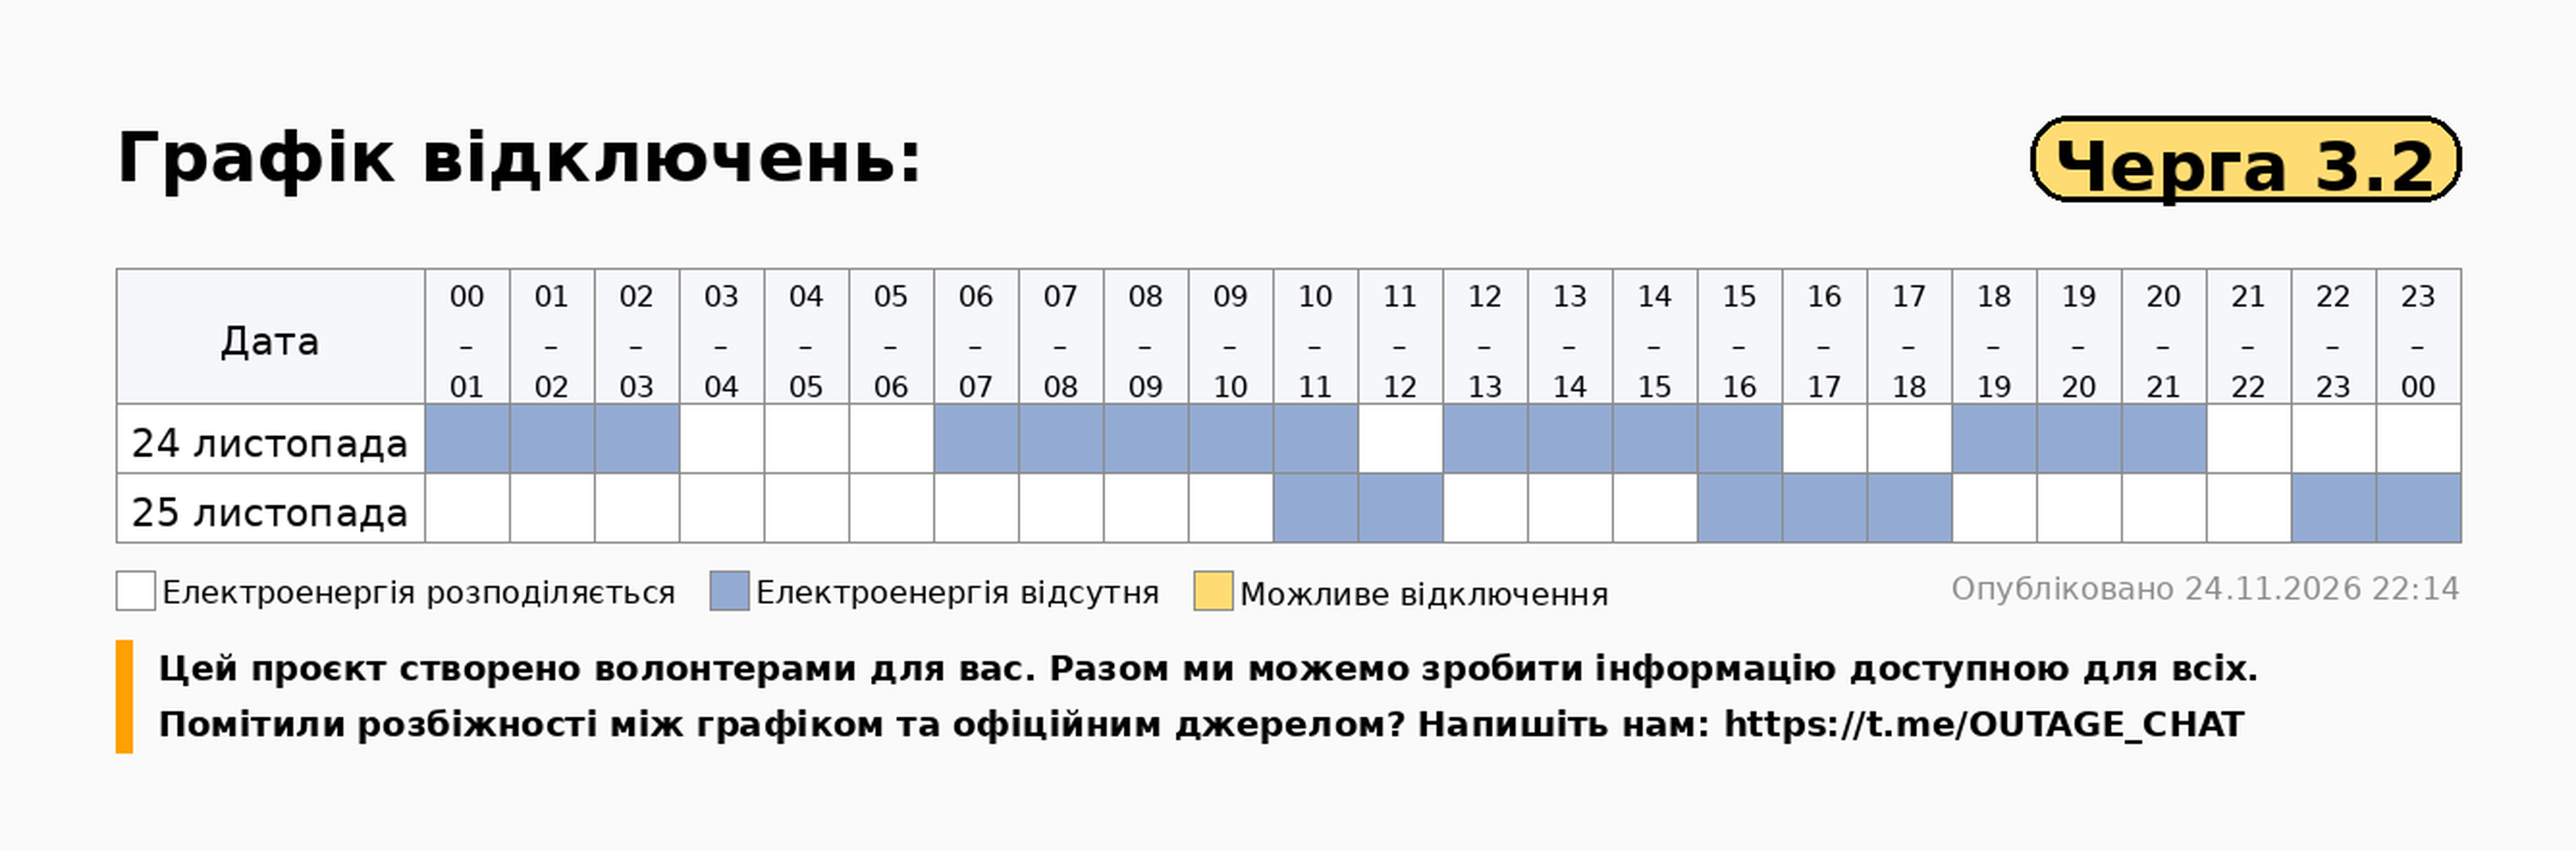 Графік відключень:
Черга 3.2
Дата
00 – 01
01 – 02
02 – 03
03 – 04
04 – 05
05 – 06
06 – 07
07 – 08
08 – 09
09 – 10
10 – 11
11 – 12
12 – 13
13 – 14
14 – 15
15 – 16
16 – 17
17 – 18
18 – 19
19 – 20
20 – 21
21 – 22
22 – 23
23 – 00
24 листопада
25 листопада
Електроенергія розподіляється
Електроенергія відсутня
Можливе відключення
Опубліковано 24.11.2026 22:14
Цей проєкт створено волонтерами для вас. Разом ми можемо зробити інформацію доступною для всіх.
Помітили розбіжності між графіком та офіційним джерелом? Напишіть нам: https://t.me/OUTAGE_CHAT